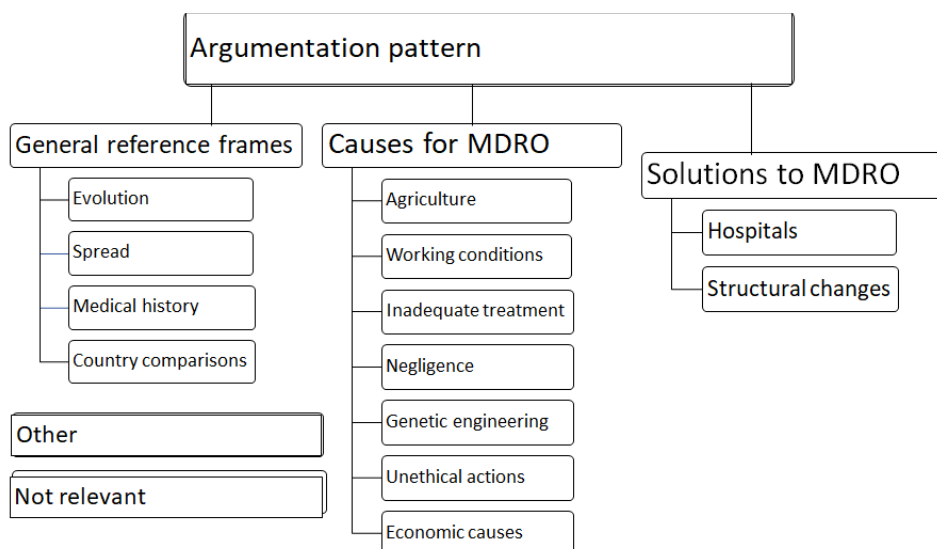 Argumentation pattern
General reference frames
Evolution
Spread
Medical history
Country comparisons
Causes for MDRO
Agriculture
Working conditions
Inadequate treatment
Negligence
Genetic engineering
Unethical actions
Economic causes
Solutions to MDRO
Hospitals
Structural changes
Other
Not relevant